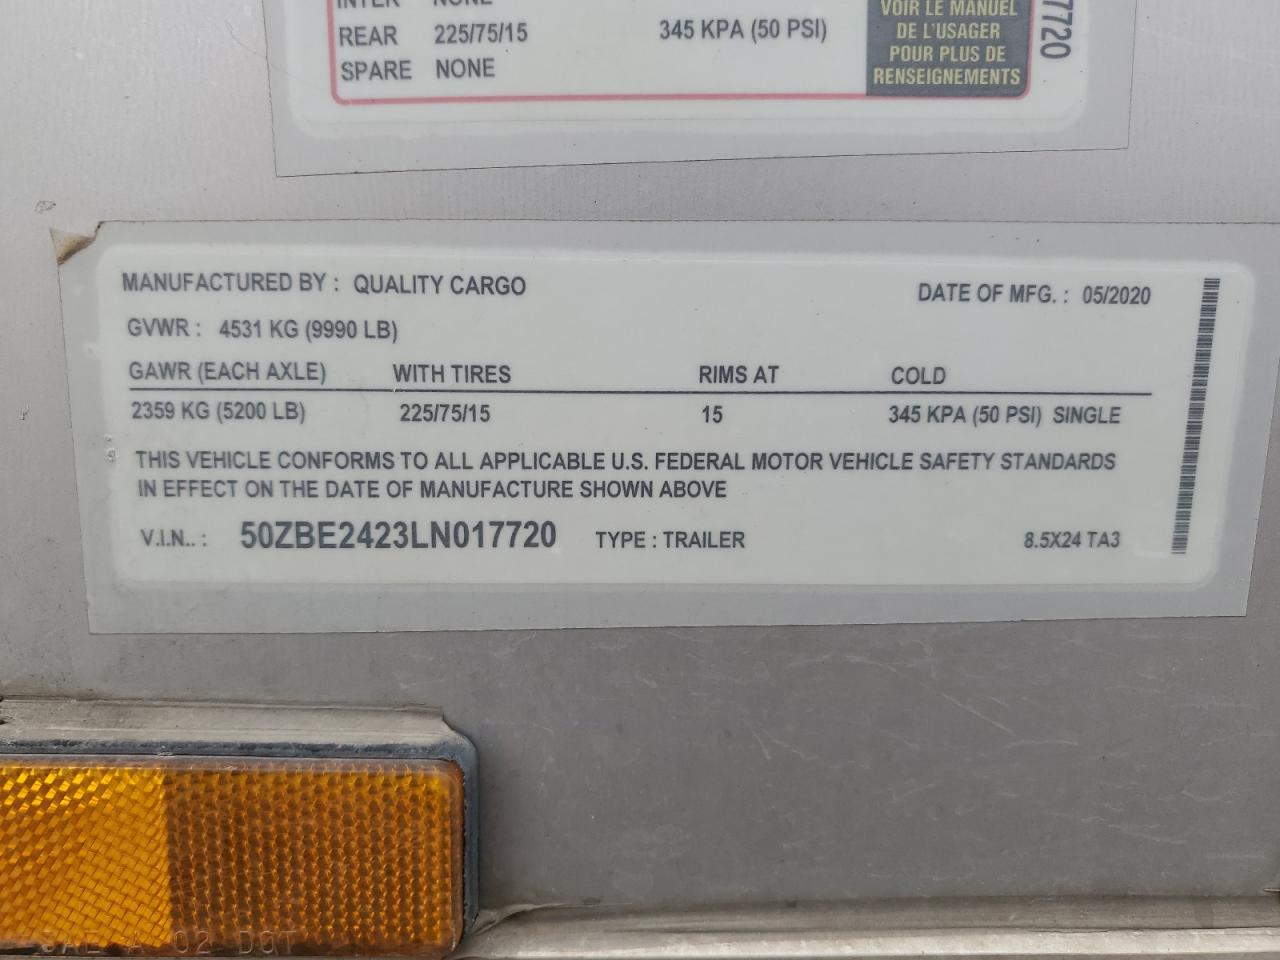 INTER NONE
REAR 225/75/15 345 KPA (50 PSI)
SPARE NONE
VOIR LE MANUEL
DE L'USAGER
POUR PLUS DE
RENSEIGNEMENTS
7720
MANUFACTURED BY : QUALITY CARGO DATE OF MFG. : 05/2020
GVWR : 4531 KG (9990 LB)
GAWR (EACH AXLE) WITH TIRES RIMS AT COLD
2359 KG (5200 LB) 225/75/15 15 345 KPA (50 PSI) SINGLE
THIS VEHICLE CONFORMS TO ALL APPLICABLE U.S. FEDERAL MOTOR VEHICLE SAFETY STANDARDS
IN EFFECT ON THE DATE OF MANUFACTURE SHOWN ABOVE
V.I.N.. : 50ZBE2423LN017720 TYPE : TRAILER 8.5X24 TA3
SAE A 02 DOT